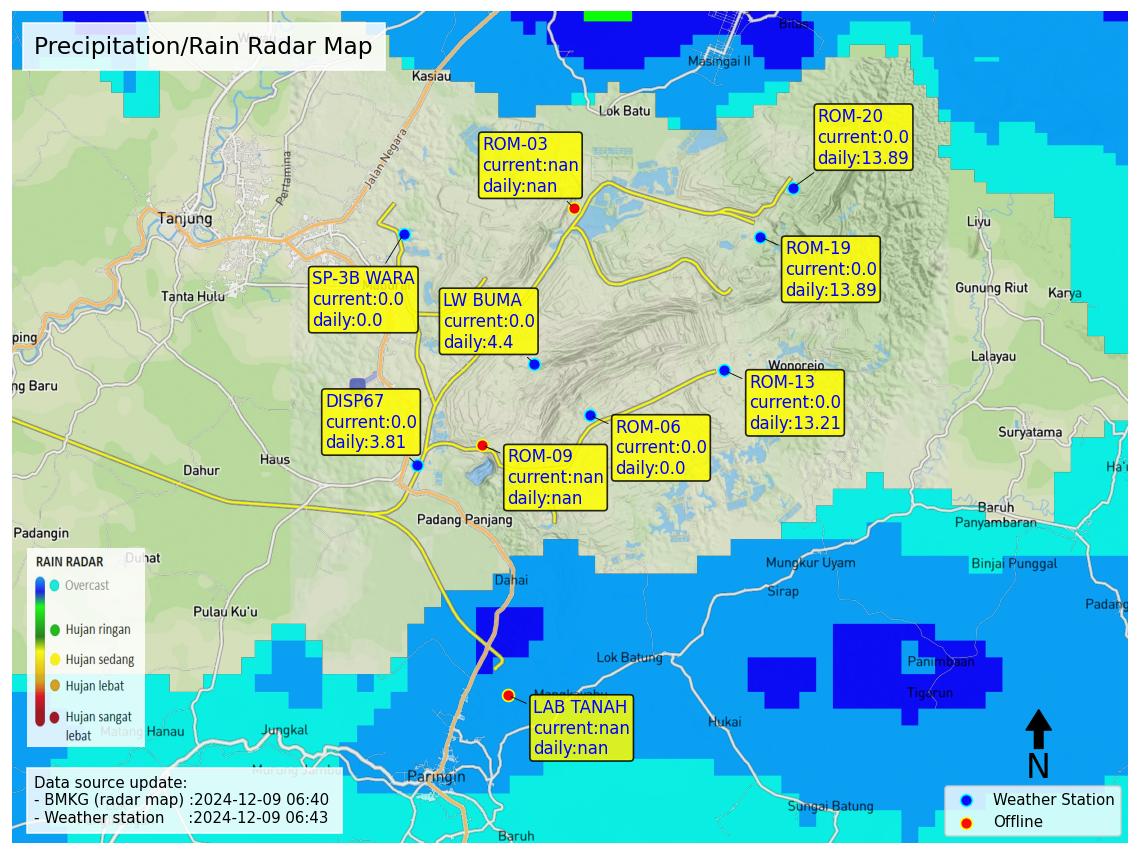 Precipitation/Rain Radar Map
Bilas
Masingai II
Kasiau
Lok Batu
Jalan Negara
Pertamina
Tanjung
Tanta Hulu
ROM-03
current:nan
daily:nan
ROM-20
current:0.0
daily:13.89
ROM-19
current:0.0
daily:13.89
SP-3B WARA
current:0.0
daily:0.0
LW BUMA
current:0.0
daily:4.4
Liyu
Gunung Riut
Karya
Lalayau
Suryatama
ping
ng Baru
Wonorejo
ROM-13
current:0.0
daily:13.21
DISP67
current:0.0
daily:3.81
ROM-06
current:0.0
daily:0.0
ROM-09
current:nan
daily:nan
Dahur
Haus
Padang Panjang
Padangin
Duhat
Baruh
Panyambaran
Mungkur Uyam
Binjai Punggal
Dahai
Sirap
Padang
Pulau Ku'u
RAIN RADAR
Overcast
Hujan ringan
Hujan sedang
Hujan lebat
Hujan sangat
lebat
Lok Batung
Panimbaan
Tigarun
LAB TANAH
current:nan
daily:nan
Hukai
Hanau
Jungkal
Paringin
Sungai Batung
Baruh
N
Data source update:
- BMKG (radar map) :2024-12-09 06:40
- Weather station :2024-12-09 06:43
Weather Station
Offline